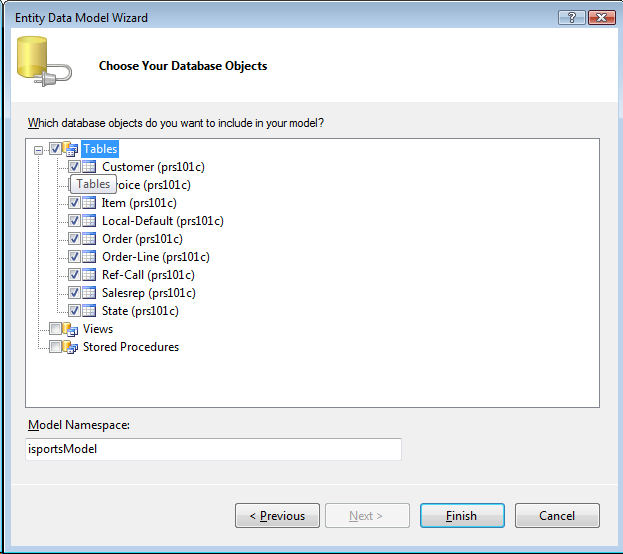 Entity Data Model Wizard
Choose Your Database Objects
Which database objects do you want to include in your model?
Tables
Customer (prs101c)
Tables voice (prs101c)
Item (prs101c)
Local-Default (prs101c)
Order (prs101c)
Order-Line (prs101c)
Ref-Call (prs101c)
Salesrep (prs101c)
State (prs101c)
Views
Stored Procedures
Model Namespace:
isportsModel
< Previous Next > Finish Cancel